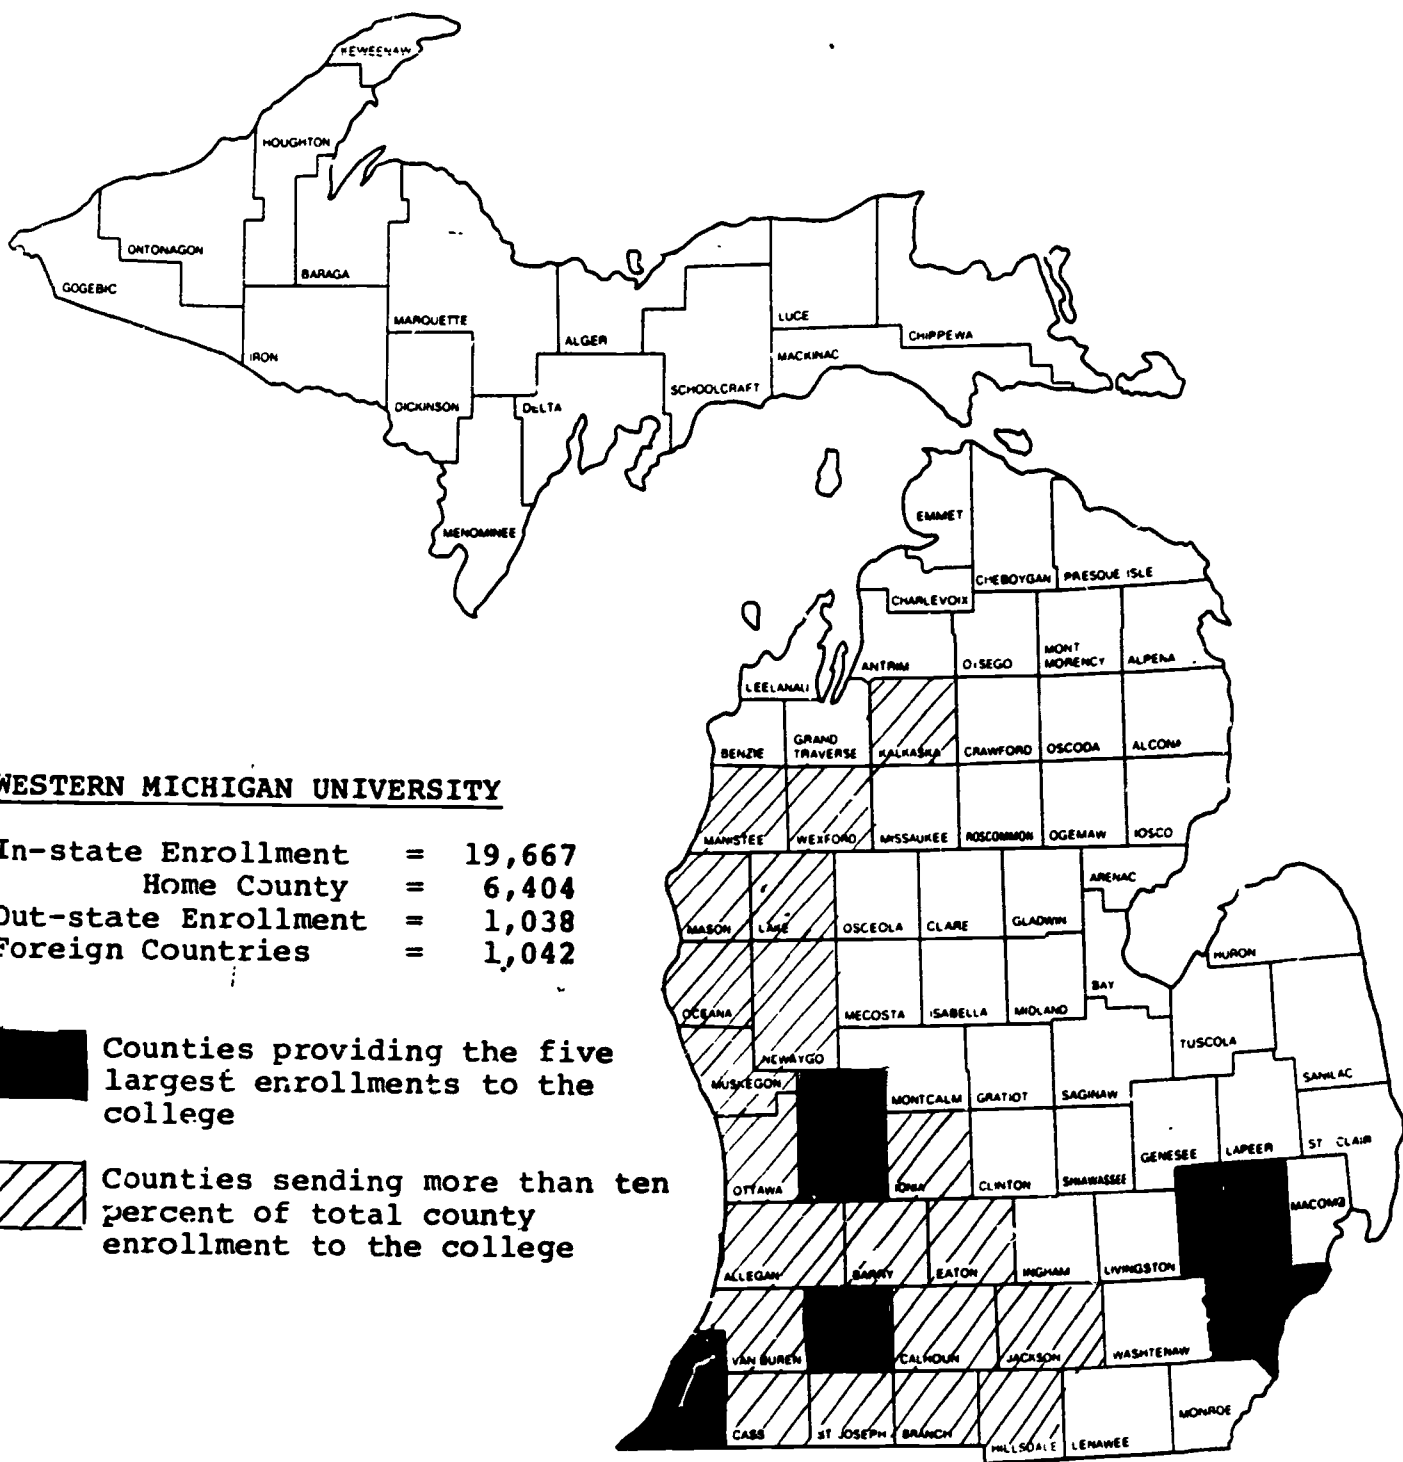 KEWEENAW
HOUGHTON
ONTONAGON
BARAGA
GOGEBIC
MARQUETTE
LUCE
ALGER
CHIPPEWA
IRON
MACKINAC
SCHOOLCRAFT
DICKINSON
DELTA
EMMET
MENOMINEE
CHEBOYGAN
PRESQUE ISLE
CHARLEVOIX
MONT
MORENCY
ANTRIM
OTSEGO
ALPENA
LEELANAU
GRAND
TRAVERSE
BENZIE
KALKASKA
CRAWFORD
OSCODA
ALCONA
WESTERN MICHIGAN UNIVERSITY
MANISTEE
WEXFORD
MISSAUKEE
ROSCOMMON
OGEMAW
IOSCO
In-state Enrollment = 19,667
Home County = 6,404
Out-state Enrollment = 1,038
Foreign Countries = 1,042
ARENAC
MASON
LAKE
OSCEOLA
CLARE
GLADWIN
HURON
BAY
OCEANA
MECOSTA
ISABELLA
MIDLAND
TUSCOLA
Counties providing the five
largest enrollments to the
college
NEWAYGO
MUSKEGON
MONTCALM
GRATIOT
SAGINAW
SANILAC
GENESEE
LAPEER
ST CLAIR
Counties sending more than ten
percent of total county
enrollment to the college
OTTAWA
IONIA
CLINTON
SHIAWASSEE
MACOMB
ALLEGAN
BARRY
EATON
INGHAM
LIVINGSTON
VAN BUREN
CALHOUN
JACKSON
WASHTENAW
CASS
ST JOSEPH
BRANCH
HILLSDALE
LENAWEE
MONROE